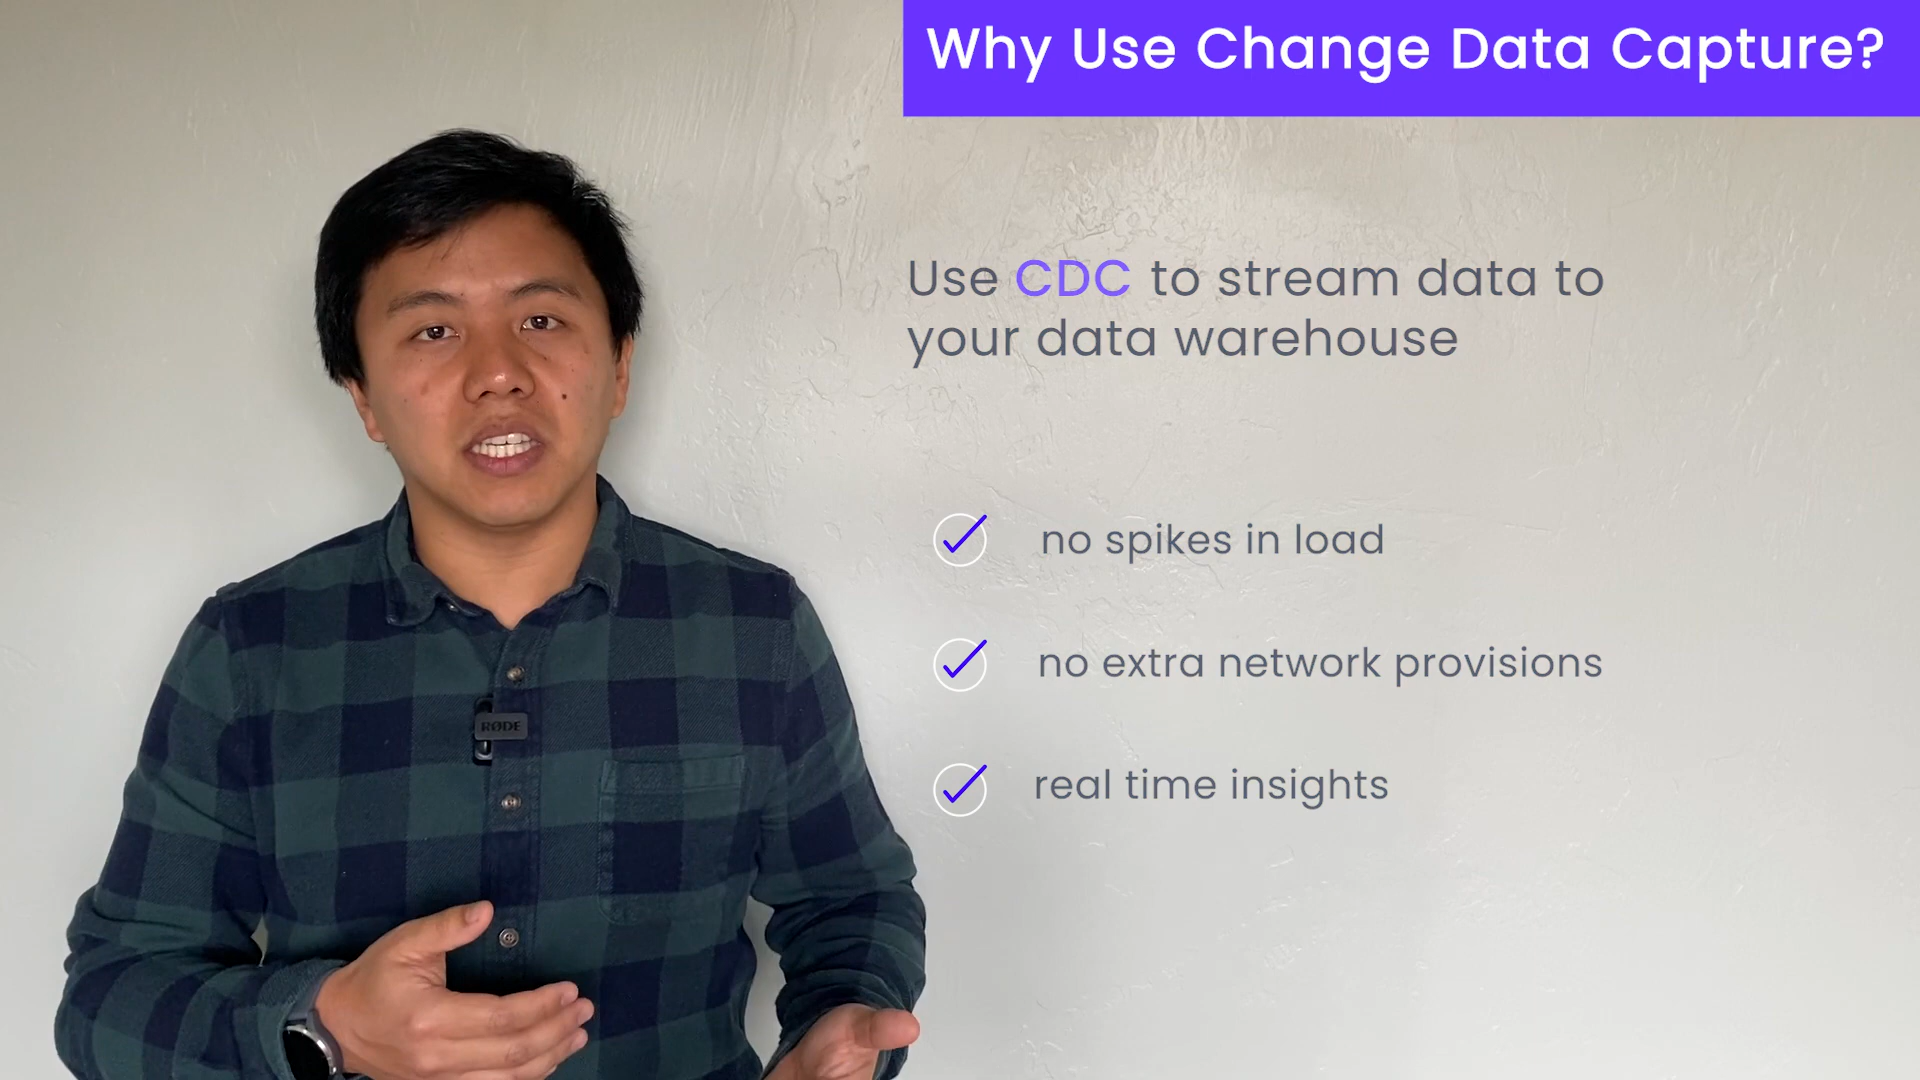 Why Use Change Data Capture?
Use CDC to stream data to
your data warehouse
no spikes in load
no extra network provisions
real time insights
RØDE